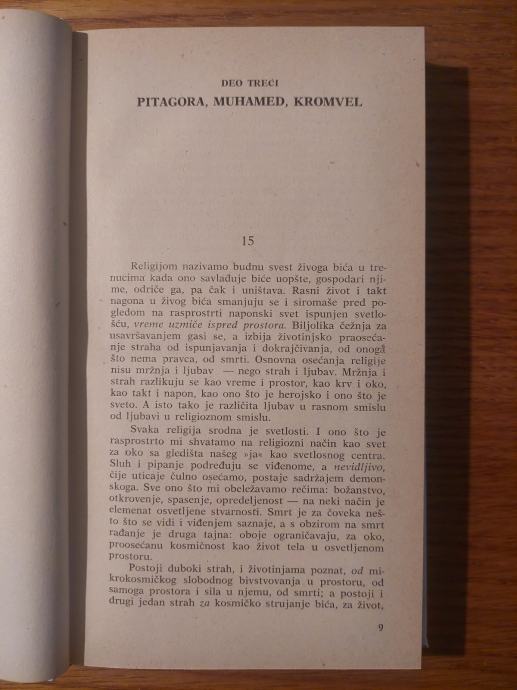 DEO TREĆI
PITAGORA, MUHAMED, KROMVEL
15
Religijom nazivamo budnu svest živoga bića u tre-
nucima kada ono savlađuje biće uopšte, gospodari nji-
me, odriče ga, pa čak i uništava. Rasni život i takt
nagona u živog bića smanjuju se i siromaše pred po-
gledom na rasprostrti naponski svet ispunjen svetlo-
šću, vreme uzmiče ispred prostora. Biljolika čežnja za
usavršavanjem gasi se, a izbija životinjsko praoseća-
nje straha od ispunjavanja i dokrajčivanja, od onoga
što nema pravca, od smrti. Osnovna osećanja religije
nisu mržnja i ljubav — nego strah i ljubav. Mržnja i
strah razlikuju se kao vreme i prostor, kao krv i oko,
kao takt i napon, kao ono što je herojsko i ono što je
sveto. A isto tako je različita ljubav u rasnom smislu
od ljubavi u religioznom smislu.
Svaka religija srodna je svetlosti. I ono što je
rasprostrto mi shvatamo na religiozni način kao svet
za oko sa gledišta našeg »ja« kao svetlosnog centra.
Sluh i pipanje podređuju se viđenome, a nevidljivo,
čije uticaje čulno osećamo, postaje sadržajem demon-
skoga. Sve ono što mi obeležavamo rečima: božanstvo,
otkrovenje, spasenje, opredeljenost — na neki način je
elemenat osvetljene stvarnosti. Smrt je za čoveka neš-
to što se vidi i viđenjem saznaje, a s obzirom na smrt
rađanje je druga tajna: oboje ograničavaju, za oko,
proosećanu kosmičnost kao život tela u osvetljenom
prostoru.
Postoji duboki strah, i životinjama poznat, od mi-
krokosmičkog slobodnog bivstvovanja u prostoru, od
samoga prostora i sila u njemu, od smrti; a postoji i
drugi jedan strah za kosmičko strujanje bića, za život,
9